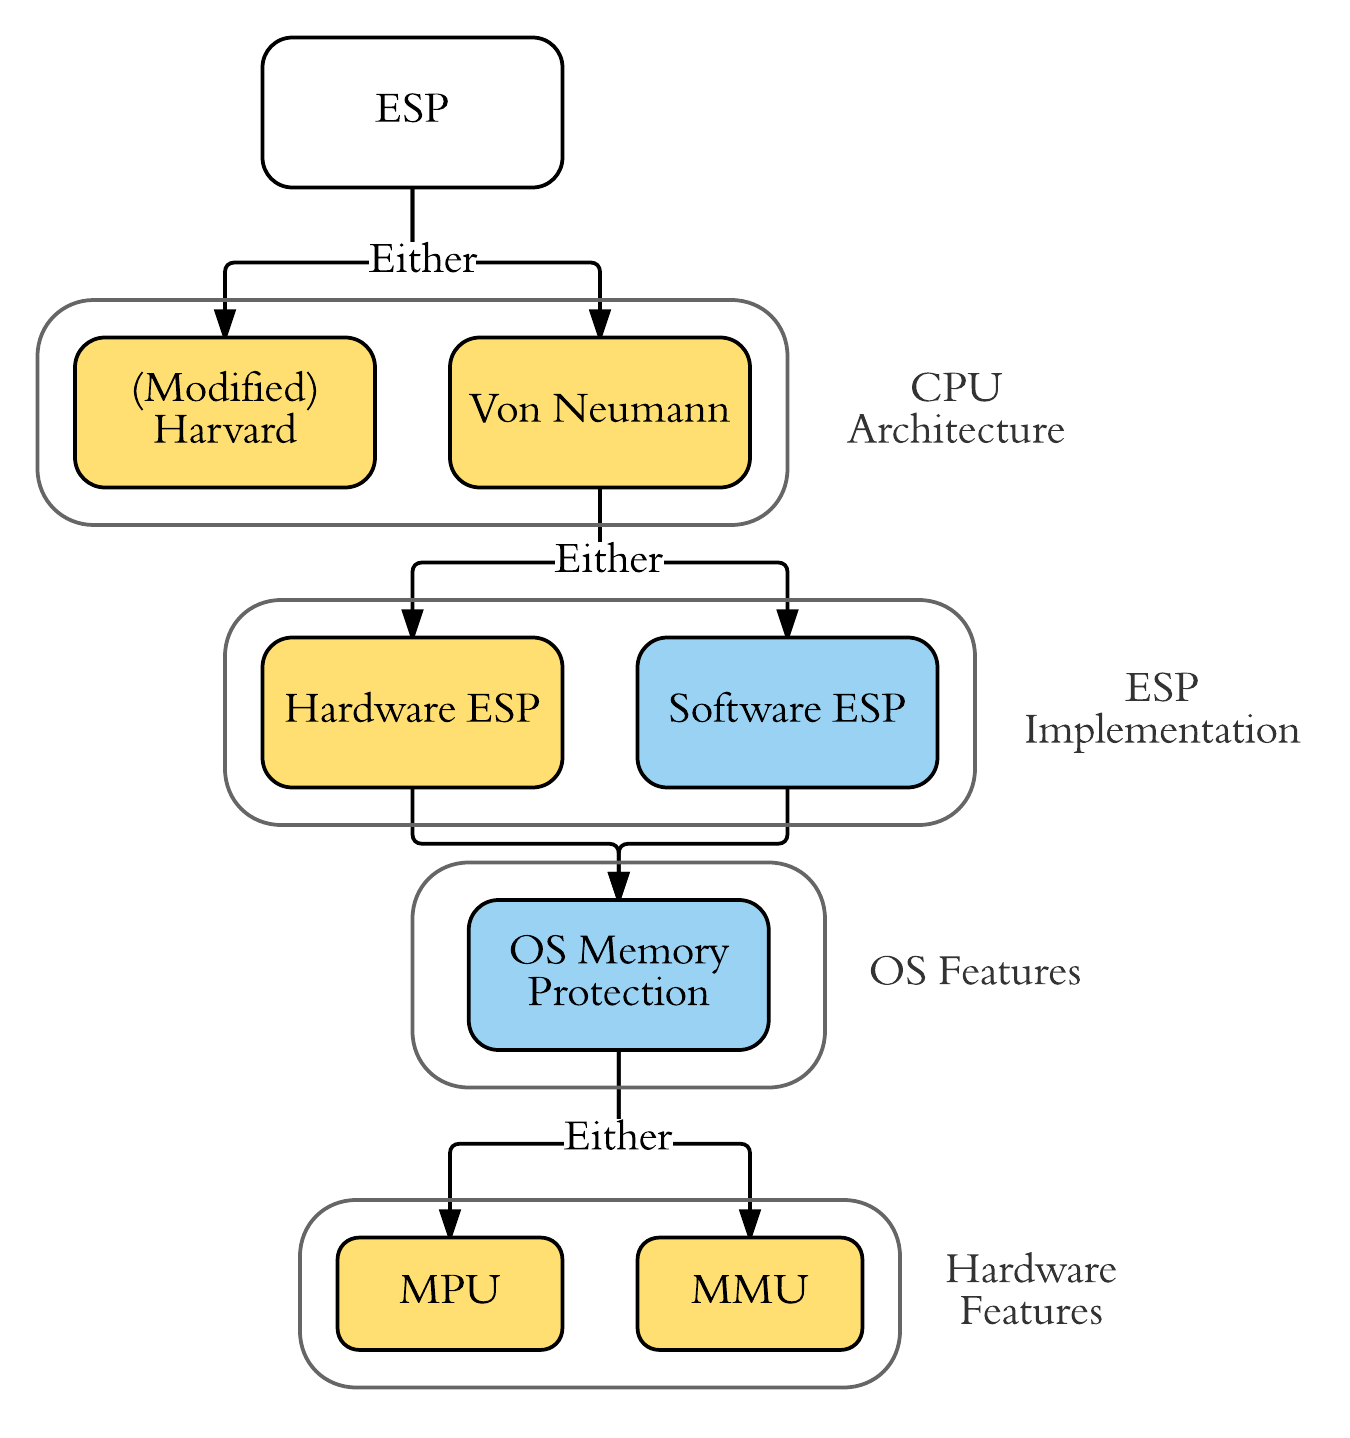 ESP
Either
(Modified)
Harvard
Von Neumann
CPU
Architecture
Either
Hardware ESP
Software ESP
ESP
Implementation
OS Memory
Protection
OS Features
Either
MPU
MMU
Hardware
Features